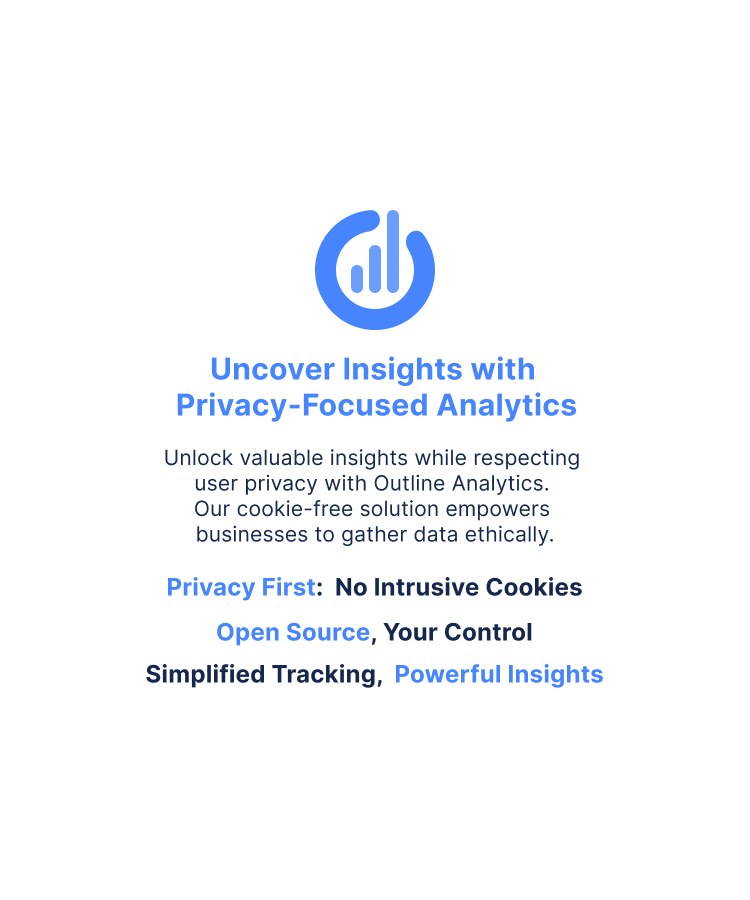 Uncover Insights with
Privacy-Focused Analytics
Unlock valuable insights while respecting
user privacy with Outline Analytics.
Our cookie-free solution empowers
businesses to gather data ethically.
Privacy First: No Intrusive Cookies
Open Source, Your Control
Simplified Tracking, Powerful Insights